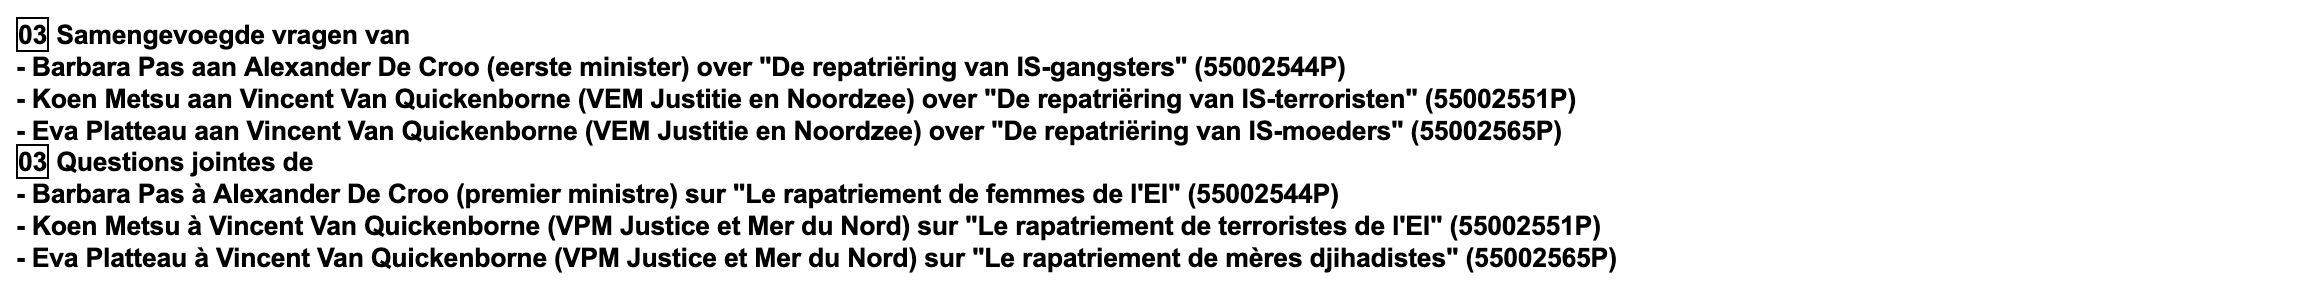 03 Samengevoegde vragen van
- Barbara Pas aan Alexander De Croo (eerste minister) over "De repatriëring van IS-gangsters" (55002544P)
- Koen Metsu aan Vincent Van Quickenborne (VEM Justitie en Noordzee) over "De repatriëring van IS-terroristen" (55002551P)
- Eva Platteau aan Vincent Van Quickenborne (VEM Justitie en Noordzee) over "De repatriëring van IS-moeders" (55002565P)
03 Questions jointes de
- Barbara Pas à Alexander De Croo (premier ministre) sur "Le rapatriement de femmes de l'EI" (55002544P)
- Koen Metsu à Vincent Van Quickenborne (VPM Justice et Mer du Nord) sur "Le rapatriement de terroristes de l'EI" (55002551P)
- Eva Platteau à Vincent Van Quickenborne (VPM Justice et Mer du Nord) sur "Le rapatriement de mères djihadistes" (55002565P)